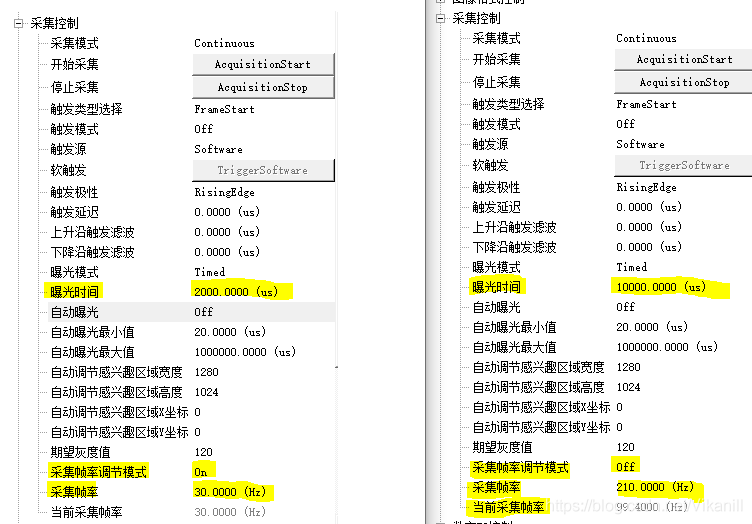 采集控制
采集模式 Continuous
开始采集 AcquisitionStart
停止采集 AcquisitionStop
触发类型选择 FrameStart
触发模式 Off
触发源 Software
软触发 TriggerSoftware
触发极性 RisingEdge
触发延迟 0.0000 (us)
上升沿触发滤波 0.0000 (us)
下降沿触发滤波 0.0000 (us)
曝光模式 Timed
曝光时间 2000.0000 (us)
自动曝光 Off
自动曝光最小值 20.0000 (us)
自动曝光最大值 1000000.0000 (us)
自动调节感兴趣区域宽度 1280
自动调节感兴趣区域高度 1024
自动调节感兴趣区域X坐标 0
自动调节感兴趣区域Y坐标 0
期望灰度值 120
采集帧率调节模式 On
采集帧率 30.0000 (Hz)
当前采集帧率 30.0000 (Hz)
图像格式控制
采集控制
采集模式 Continuous
开始采集 AcquisitionStart
停止采集 AcquisitionStop
触发类型选择 FrameStart
触发模式 Off
触发源 Software
软触发 TriggerSoftware
触发极性 RisingEdge
触发延迟 0.0000 (us)
上升沿触发滤波 0.0000 (us)
下降沿触发滤波 0.0000 (us)
曝光模式 Timed
曝光时间 10000.0000 (us)
自动曝光 Off
自动曝光最小值 20.0000 (us)
自动曝光最大值 1000000.0000 (us)
自动调节感兴趣区域宽度 1280
自动调节感兴趣区域高度 1024
自动调节感兴趣区域X坐标 0
自动调节感兴趣区域Y坐标 0
期望灰度值 120
采集帧率调节模式 Off
采集帧率 210.0000 (Hz)
当前采集帧率 99.4000 (Hz)